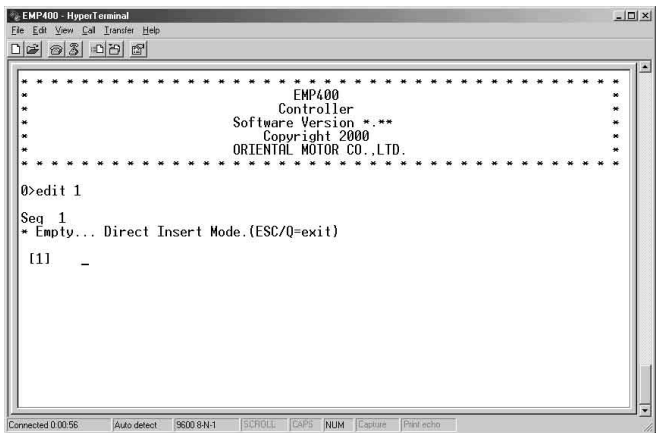 EMP400 - HyperTerminal
File Edit View Call Transfer Help
* * * * * * * * * * * * * * * * * * * * * * * * * * * * * * * * * * * * * * * *
* EMP400 *
* Controller *
* Software Version *.** *
* Copyright 2000 *
* ORIENTAL MOTOR CO.,LTD. *
* * * * * * * * * * * * * * * * * * * * * * * * * * * * * * * * * * * * * * * *
0>edit 1
Seq 1
* Empty... Direct Insert Mode.(ESC/Q=exit)
[1] _
Connected 0:00:56 Auto detect 9600 8-N-1 SCROLL CAPS NUM Capture Print echo